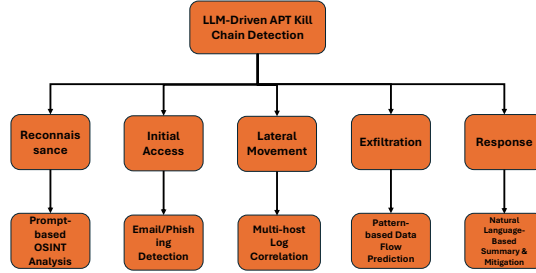 LLM-Driven APT Kill
Chain Detection
Reconnais
sance
Initial
Access
Lateral
Movement
Exfiltration
Response
Prompt-
based
OSINT
Analysis
Email/Phish
ing
Detection
Multi-host
Log
Correlation
Pattern-
based Data
Flow
Prediction
Natural
Language-
Based
Summary &
Mitigation